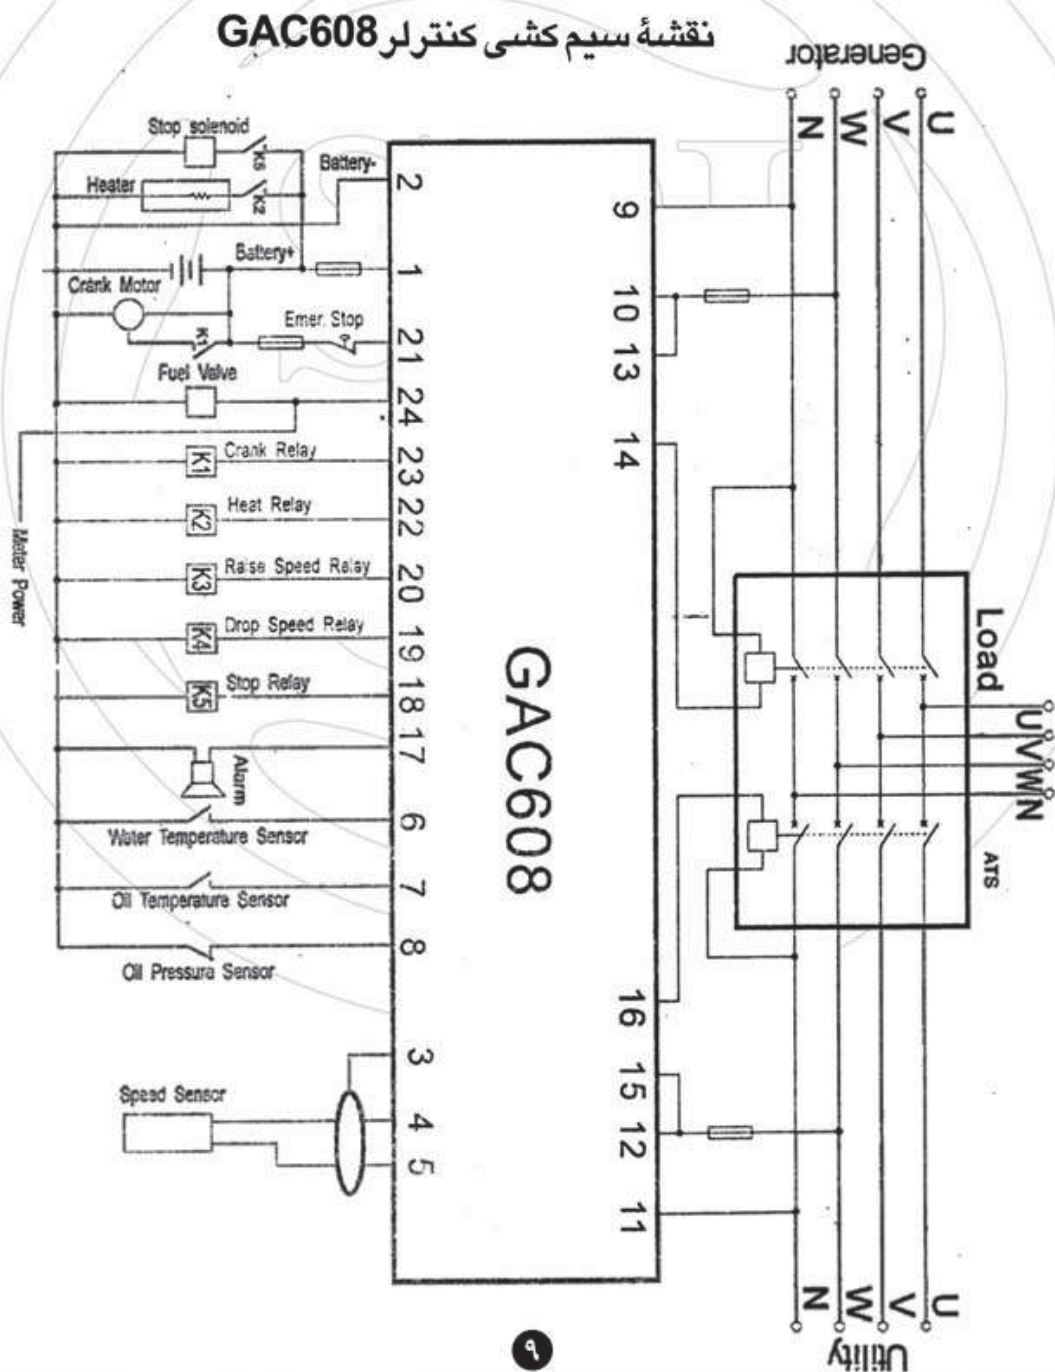 نقشهٔ سیم کشی کنترلر GAC608
Generator
N W V U
Stop solenoid
K5
Battery-
2
Heater
K2
9
Battery+
1
Crank Motor
10
Emer. Stop
K1
21
13
Fuel Valve
24
14
K1 Crank Relay
23
K2 Heat Relay
22
Meter Power
K3 Raise Speed Relay
20
K4 Drop Speed Relay
19
K5 Stop Relay
18
GAC608
Load
U V W N
17
Alarm
6
Water Temperature Sensor
ATS
7
Oil Temperature Sensor
8
Oil Pressura Sensor
16
3
15
Speed Sensor
4
12
5
11
N W V U
Utility
۹